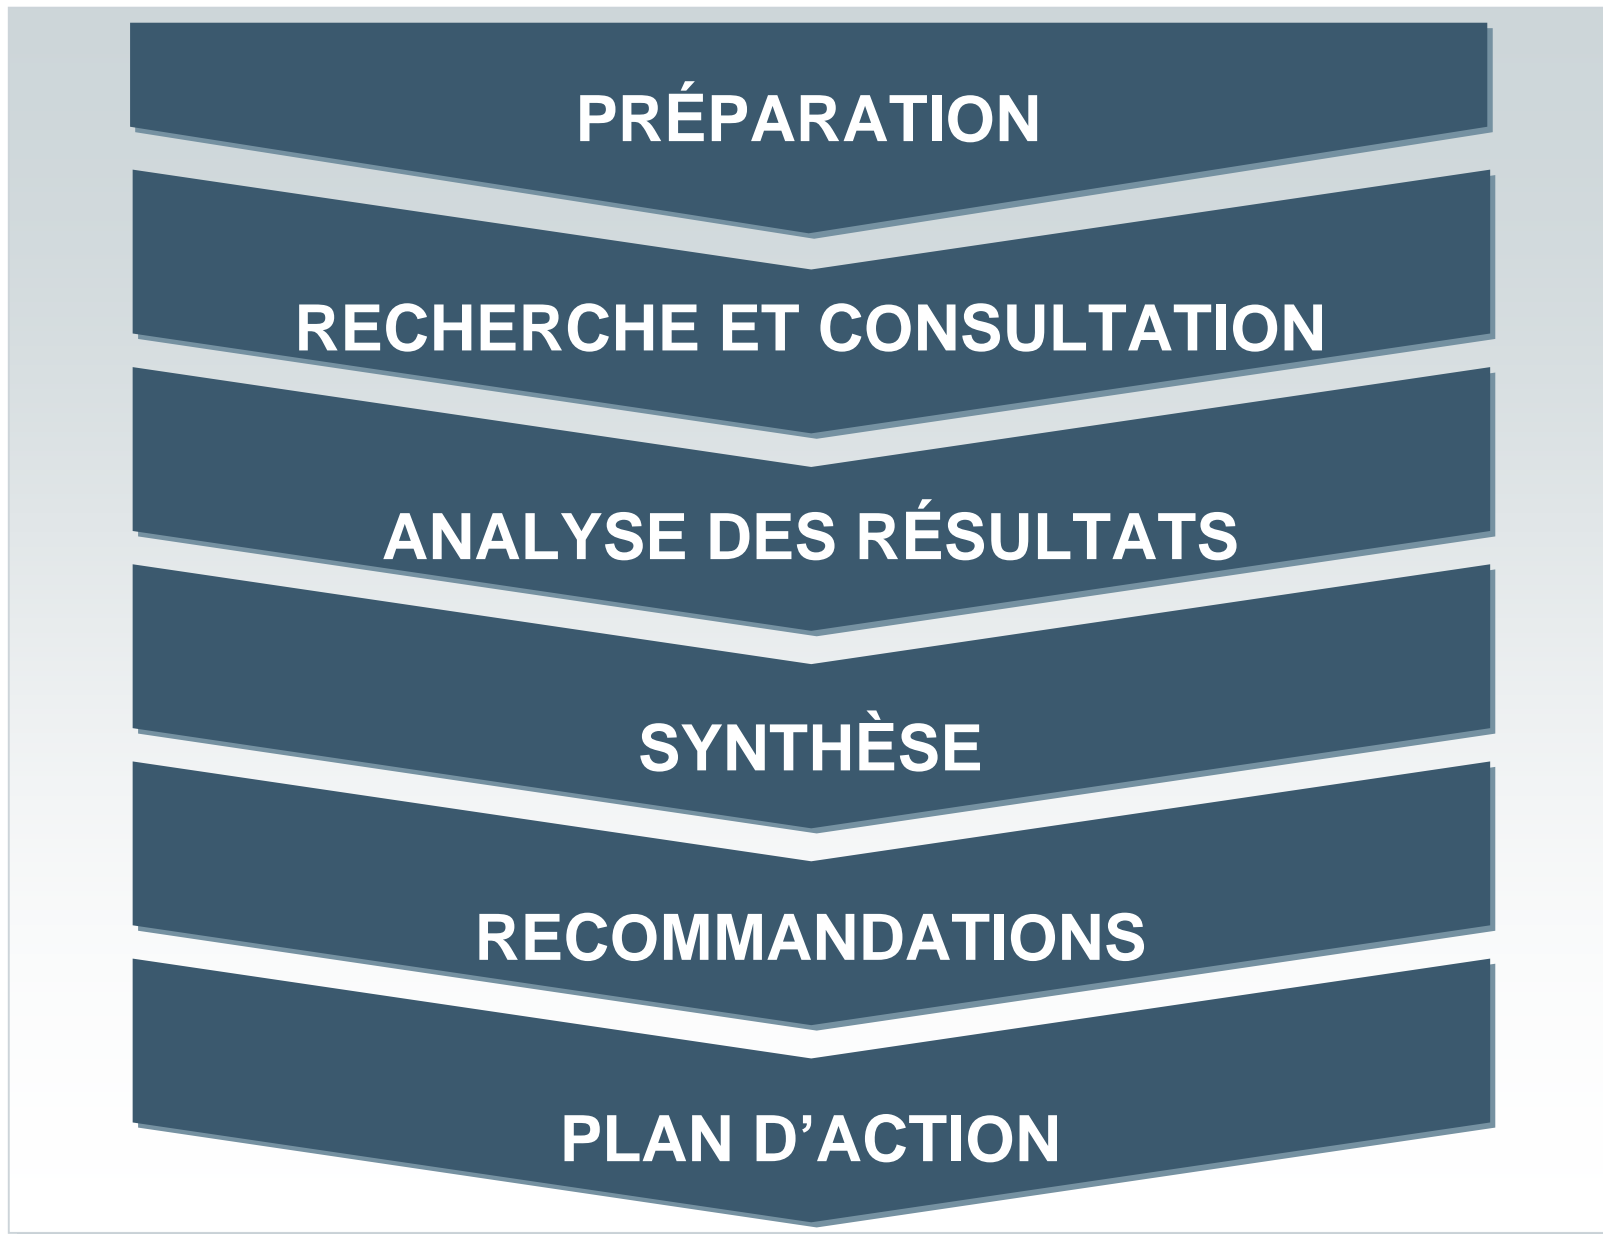 PRÉPARATION
RECHERCHE ET CONSULTATION
ANALYSE DES RÉSULTATS
SYNTHÈSE
RECOMMANDATIONS
PLAN D’ACTION